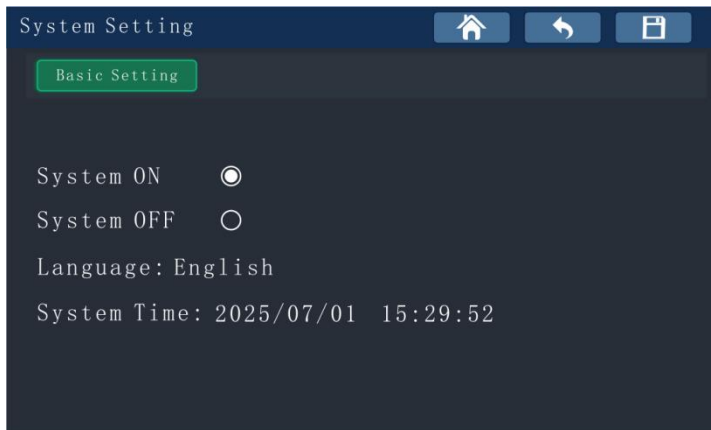 System Setting
Basic Setting
System ON
System OFF
Language: English
System Time: 2025/07/01 15:29:52